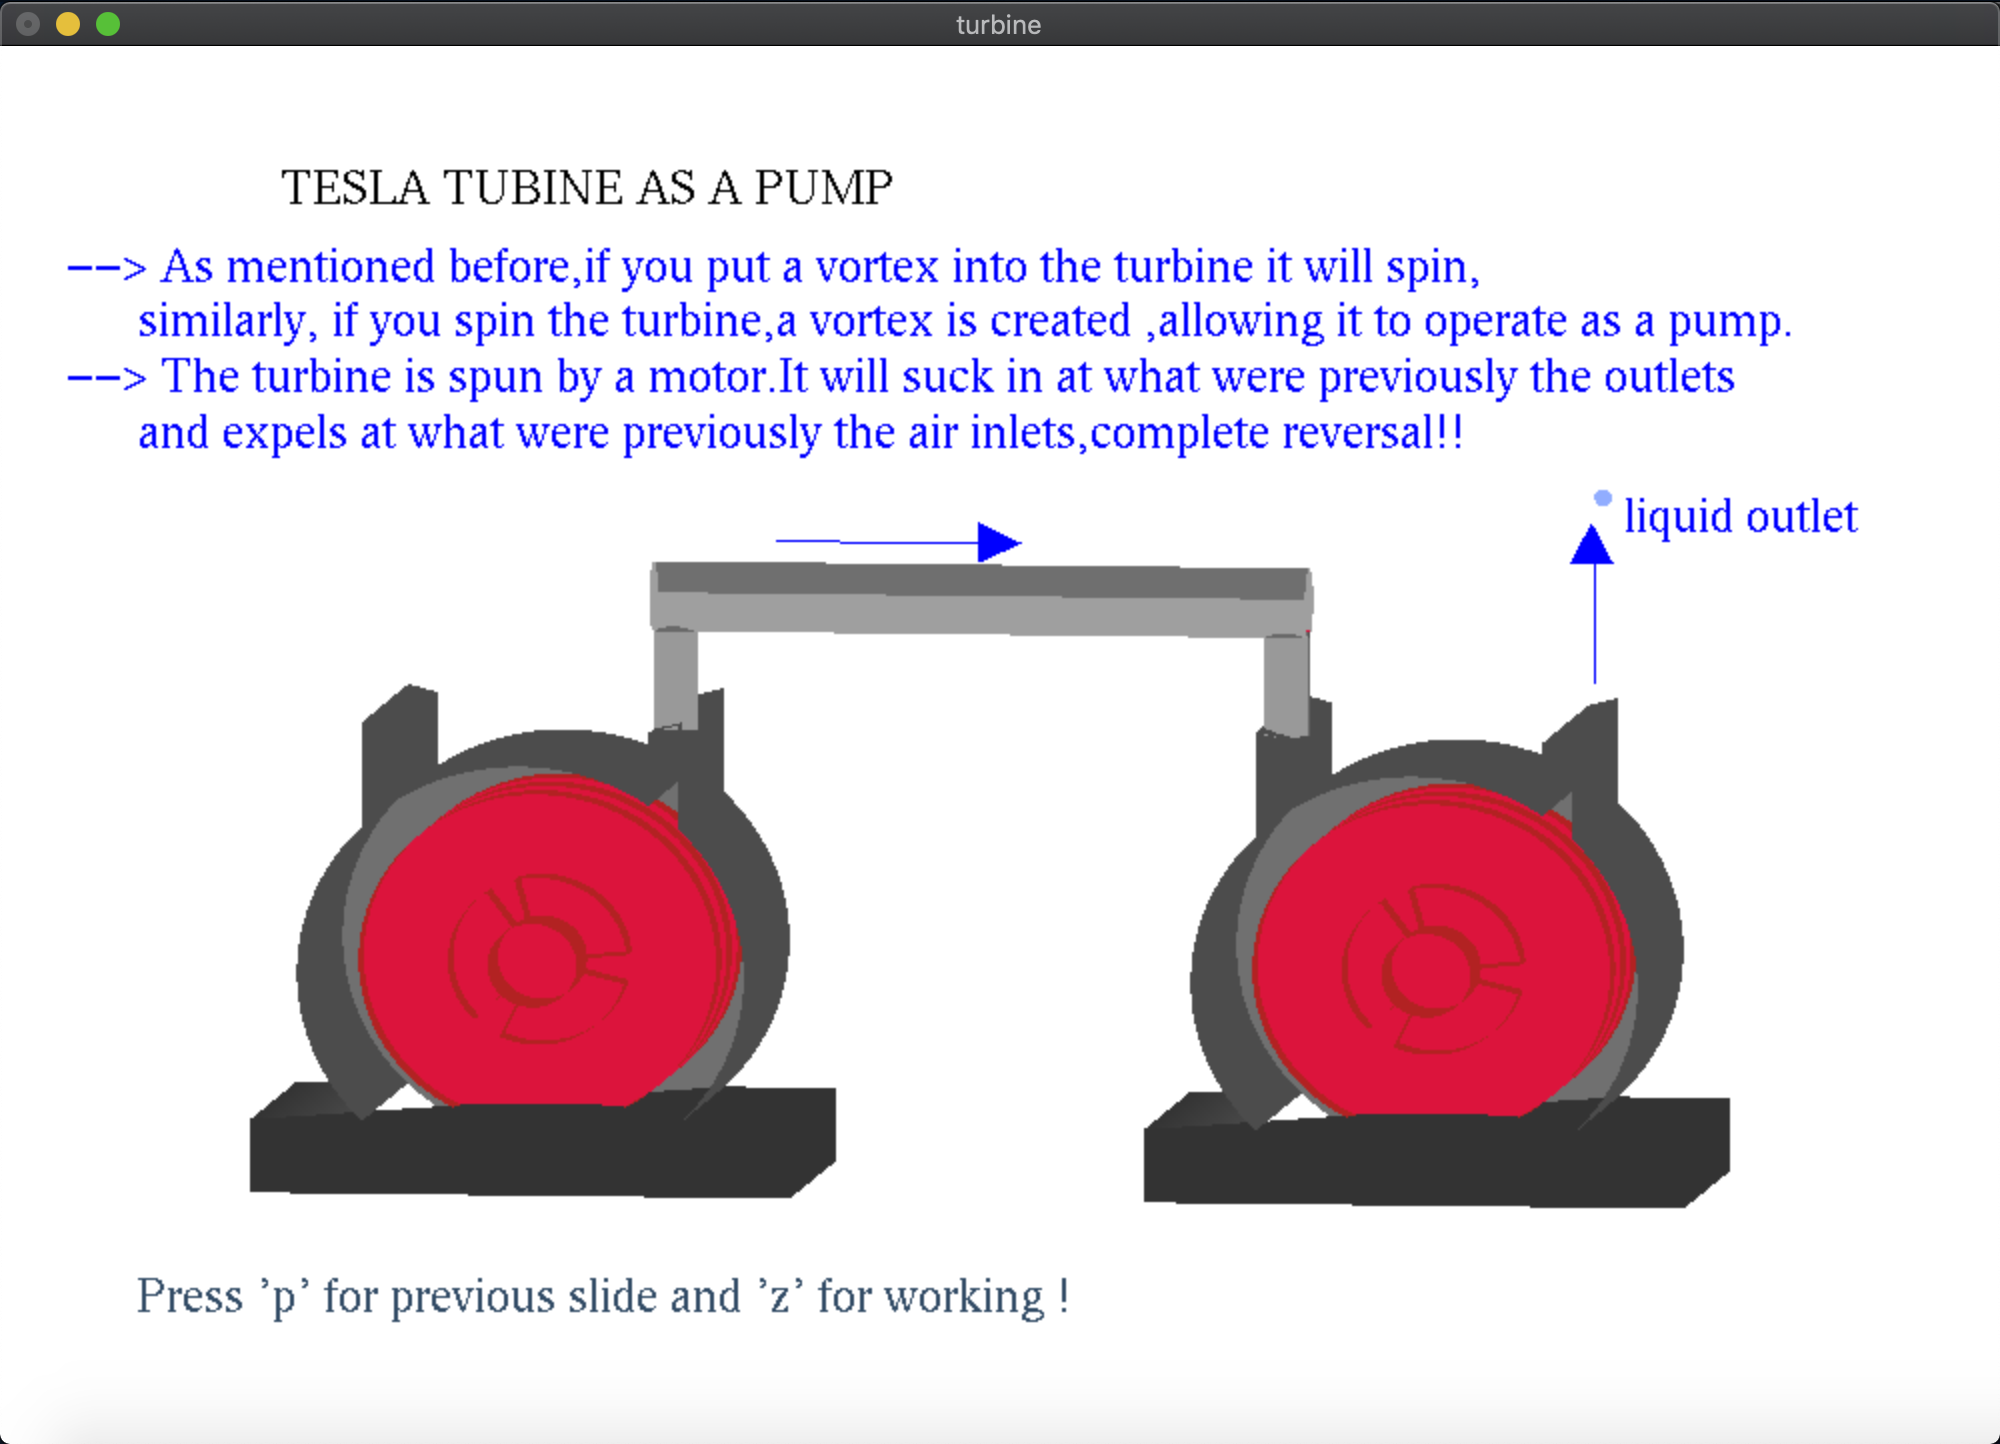 turbine
TESLA TUBINE AS A PUMP
--> As mentioned before,if you put a vortex into the turbine it will spin,
similarly, if you spin the turbine,a vortex is created ,allowing it to operate as a pump.
--> The turbine is spun by a motor.It will suck in at what were previously the outlets
and expels at what were previously the air inlets,complete reversal!!
liquid outlet
Press 'p' for previous slide and 'z' for working !